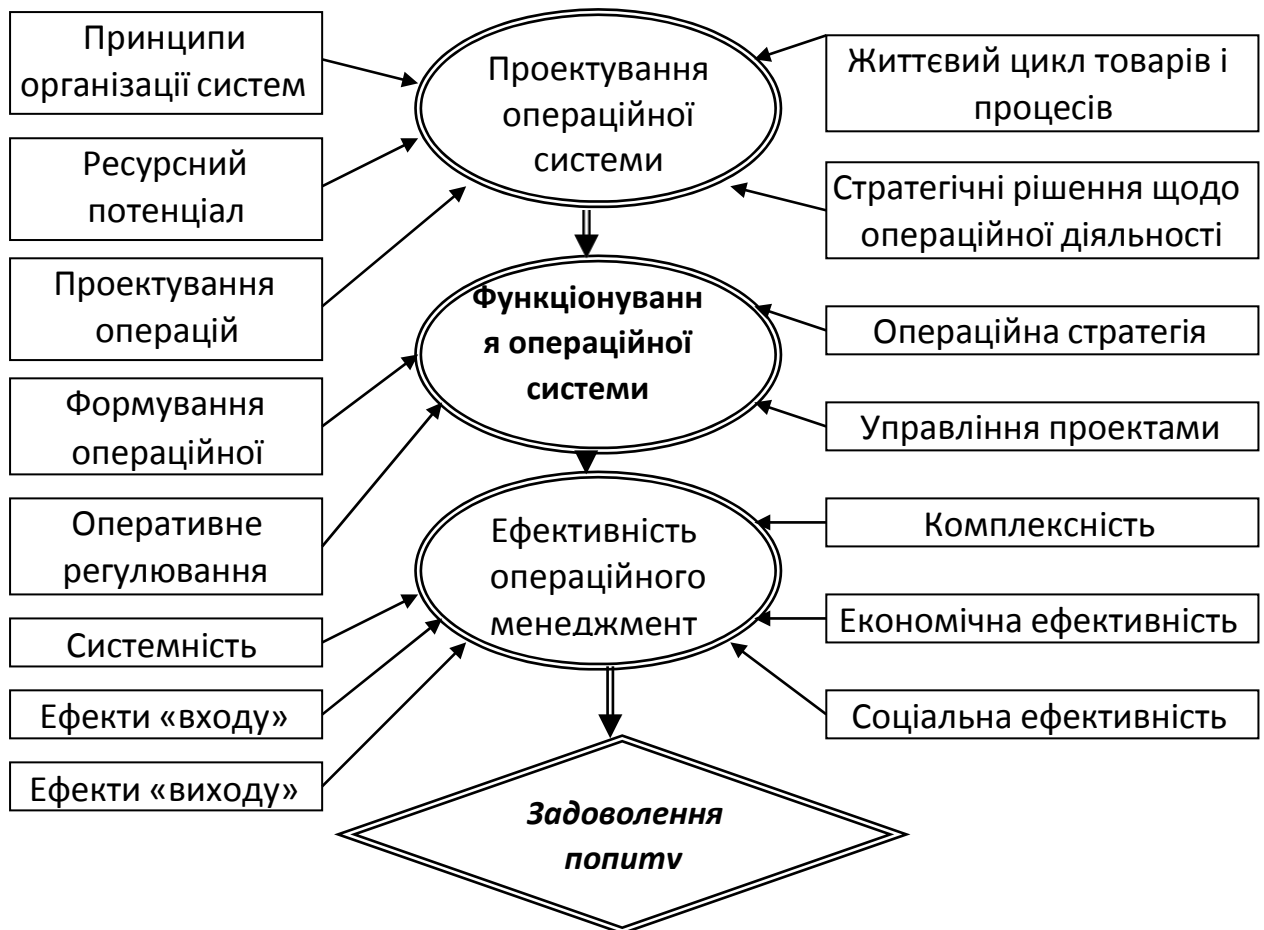 Принципи
організації систем
Ресурсний
потенціал
Проектування
операцій
Формування
операційної
Оперативне
регулювання
Системність
Ефекти «входу»
Ефекти «виходу»
Проектування
операційної
системи
Функціонуванн
я операційної
системи
Ефективність
операційного
менеджмент
Задоволення
попиту
Життєвий цикл товарів і
процесів
Стратегічні рішення щодо
операційної діяльності
Операційна стратегія
Управління проектами
Комплексність
Економічна ефективність
Соціальна ефективність